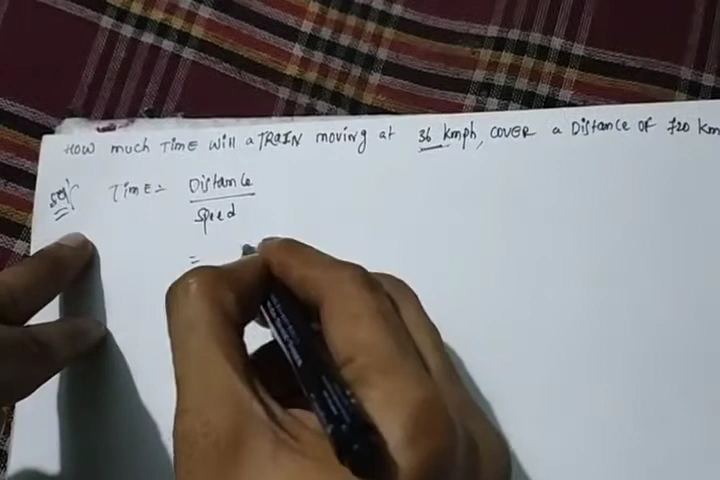 HOW much TimE Will a TRAIN moving at 36 kmph, COVER a Distance OF 720 Km
Sol
TimE = Distance
Speed
=